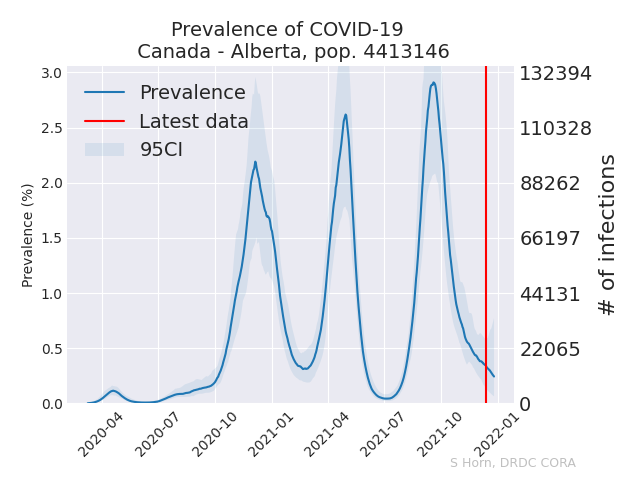 Prevalence of COVID-19
Canada - Alberta, pop. 4413146
Prevalence
Latest data
95CI
Prevalence (%)
3.0
2.5
2.0
1.5
1.0
0.5
0.0
132394
110328
88262
66197
44131
22065
0
# of infections
2020-04
2020-07
2020-10
2021-01
2021-04
2021-07
2021-10
2022-01
S Horn, DRDC CORA